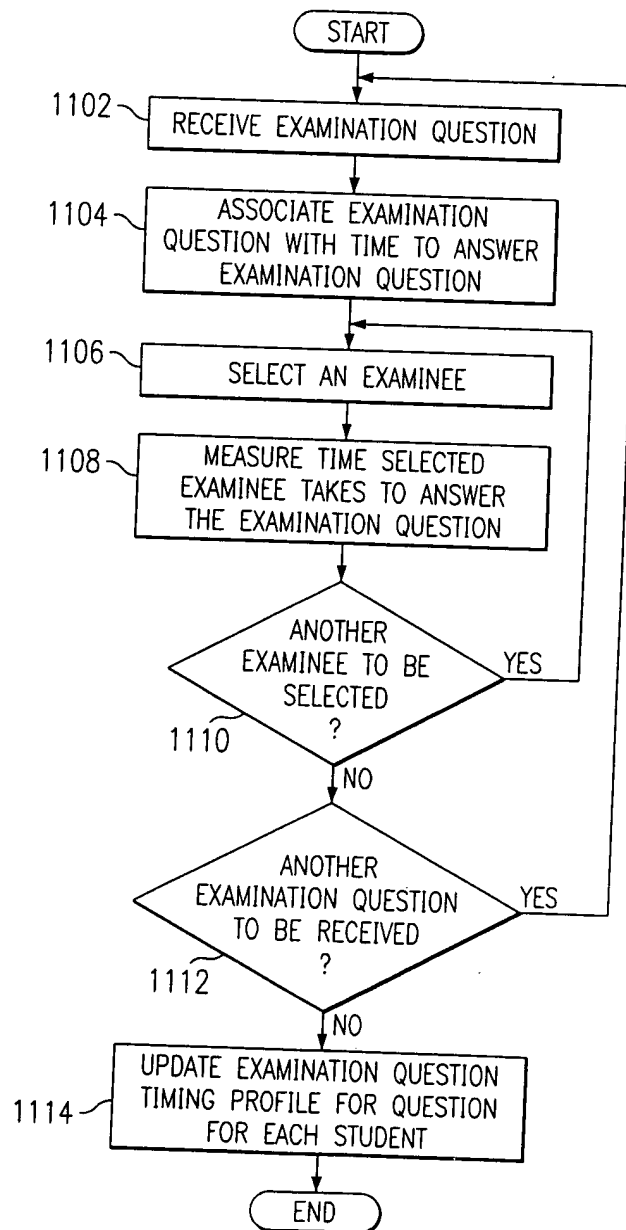 START
1102
RECEIVE EXAMINATION QUESTION
1104
ASSOCIATE EXAMINATION
QUESTION WITH TIME TO ANSWER
EXAMINATION QUESTION
1106
SELECT AN EXAMINEE
1108
MEASURE TIME SELECTED
EXAMINEE TAKES TO ANSWER
THE EXAMINATION QUESTION
ANOTHER
EXAMINEE TO BE
SELECTED
?
YES
1110
NO
ANOTHER
EXAMINATION QUESTION
TO BE RECEIVED
?
YES
1112
NO
1114
UPDATE EXAMINATION QUESTION
TIMING PROFILE FOR QUESTION
FOR EACH STUDENT
END